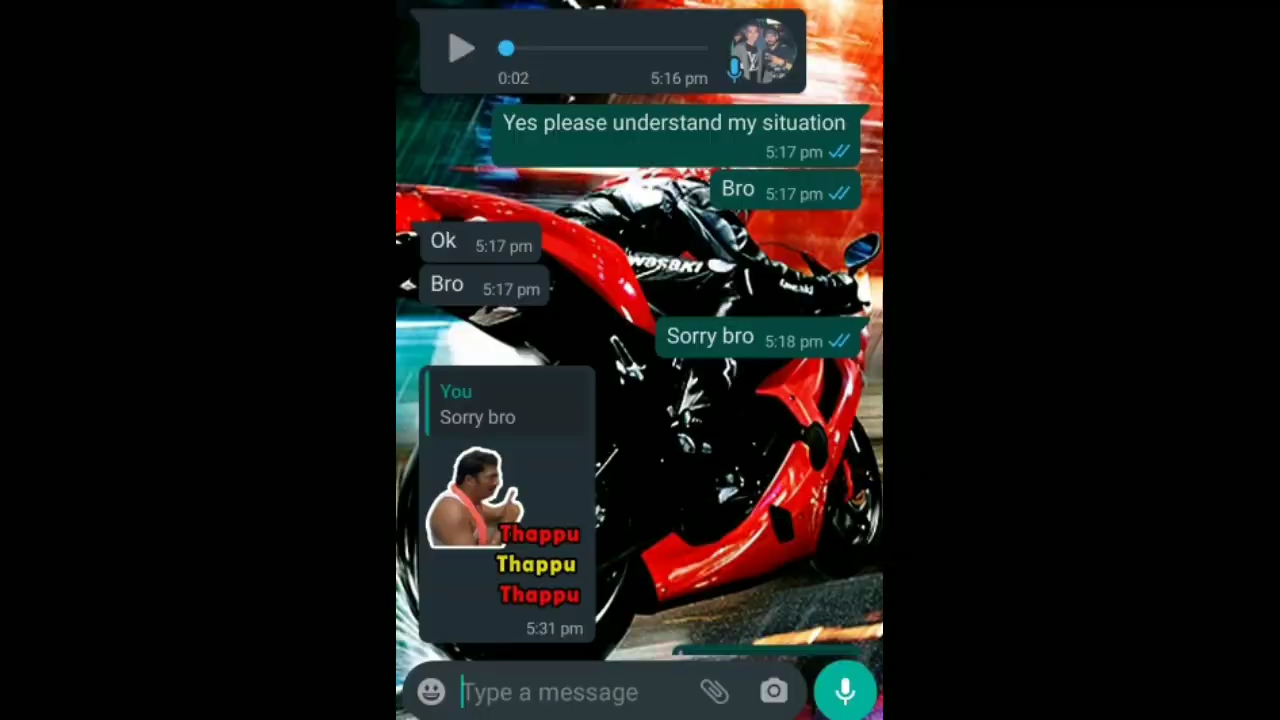 0:02
5:16 pm
Yes please understand my situation
5:17 pm
Bro 5:17 pm
Ok 5:17 pm
Bro 5:17 pm
Sorry bro 5:18 pm
You
Sorry bro
Thappu
Thappu
Thappu
5:31 pm
Type a message